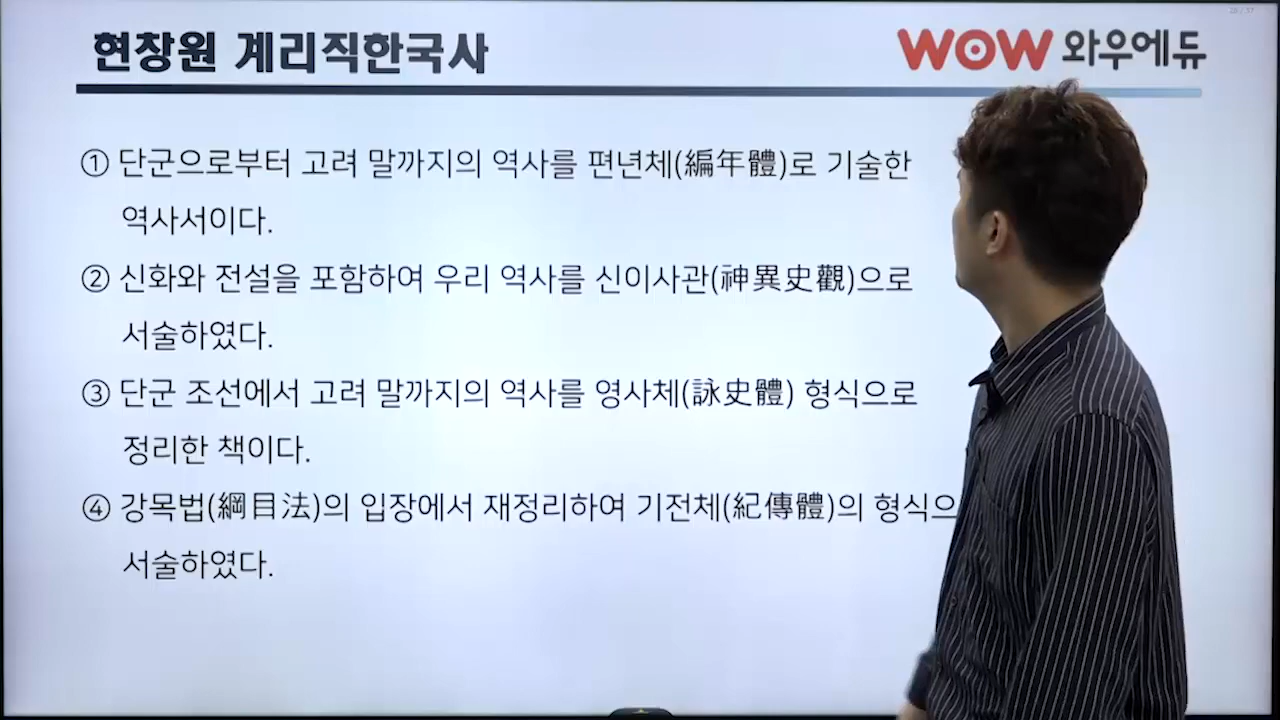 현창원 계리직한국사
WOW 와우에듀
① 단군으로부터 고려 말까지의 역사를 편년체(編年體)로 기술한
역사서이다.
② 신화와 전설을 포함하여 우리 역사를 신이사관(神異史觀)으로
서술하였다.
③ 단군 조선에서 고려 말까지의 역사를 영사체(詠史體) 형식으로
정리한 책이다.
④ 강목법(綱目法)의 입장에서 재정리하여 기전체(紀傳體)의 형식으
서술하였다.